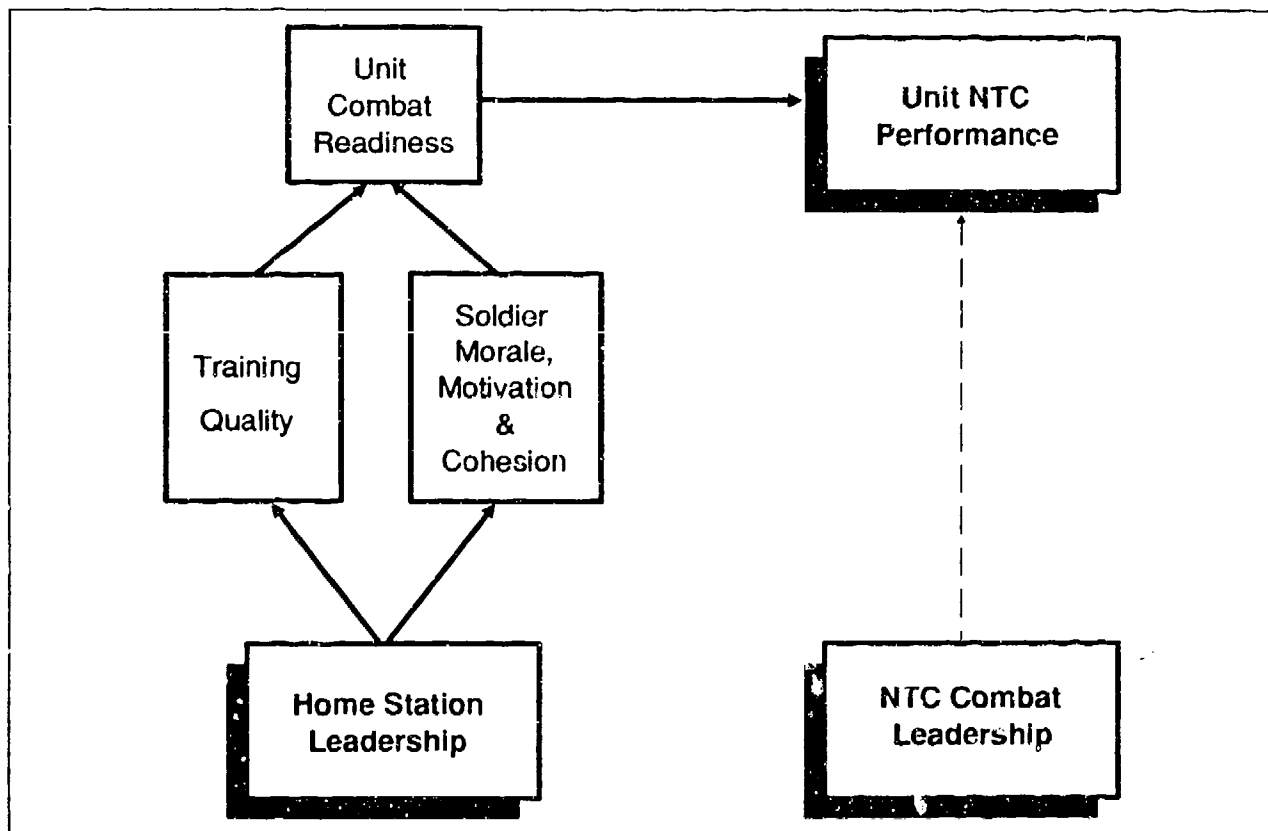 Unit
Combat
Readiness
Unit NTC
Performance
Training
Quality
Soldier
Morale,
Motivation
&
Cohesion
Home Station
Leadership
NTC Combat
Leadership